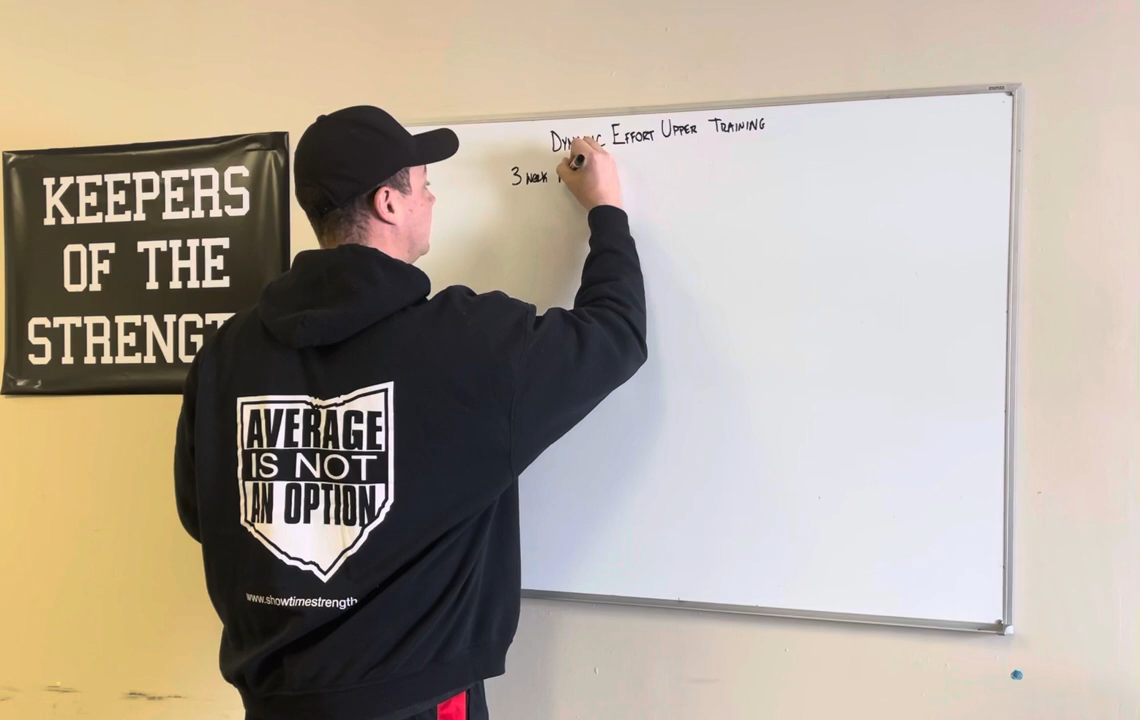 KEEPERS
OF THE
Dynamic Effort Upper Training
3 week
AVERAGE
IS NOT
AN OPTION
www.showtimestrength